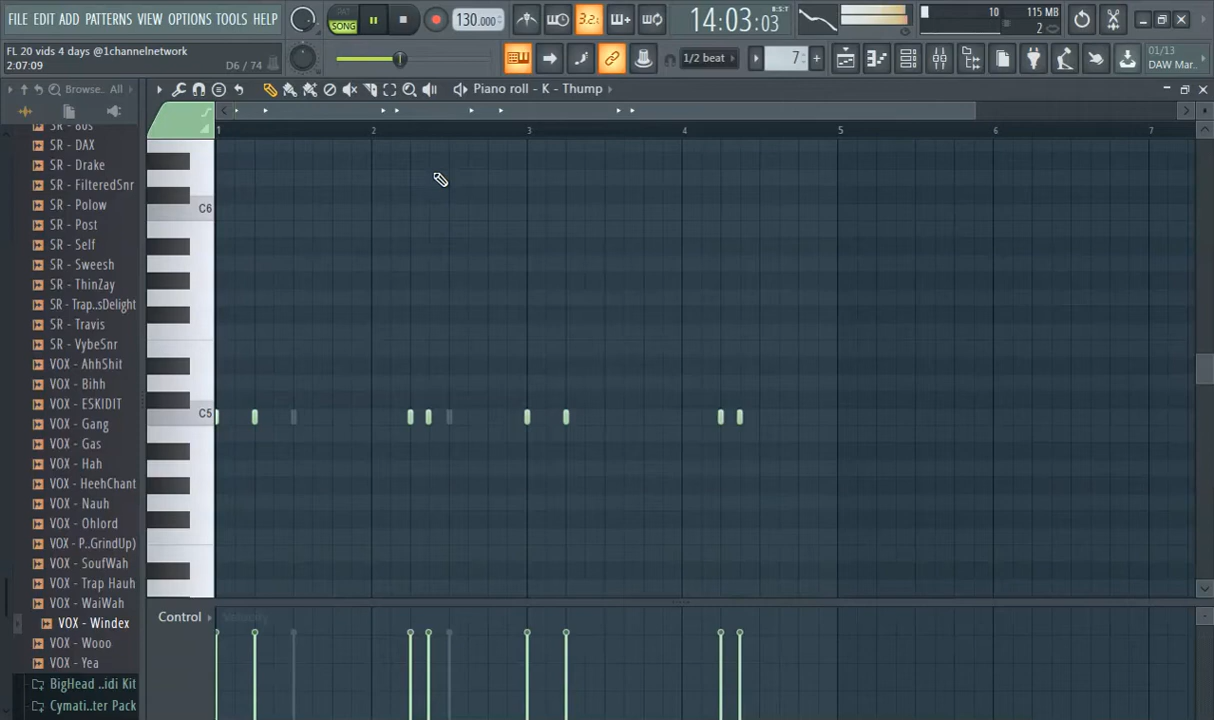 FILE EDIT ADD PATTERNS VIEW OPTIONS TOOLS HELP
FL 20 vids 4 days @1channelnetwork
2:07:09
D6 / 74
PAT
SONG
130.000
3.2.
14:03:03
B:S:T
10
115 MB
2
1/2 beat
7
01/13
DAW Mar..
Browse..
All
Piano roll - K - Thump
SR - 80s
SR - DAX
SR - Drake
SR - FilteredSnr
SR - Polow
SR - Post
SR - Self
SR - Sweesh
SR - ThinZay
SR - Trap..sDelight
SR - Travis
SR - VybeSnr
VOX - AhhShit
VOX - Bihh
VOX - ESKIDIT
VOX - Gang
VOX - Gas
VOX - Hah
VOX - HeehChant
VOX - Nauh
VOX - Ohlord
VOX - P..GrindUp)
VOX - SoufWah
VOX - Trap Hauh
VOX - WaiWah
VOX - Windex
VOX - Wooo
VOX - Yea
BigHead ..idi Kit
Cymati..ter Pack
1 2 3 4 5 6 7
C6
C5
Control
Velocity